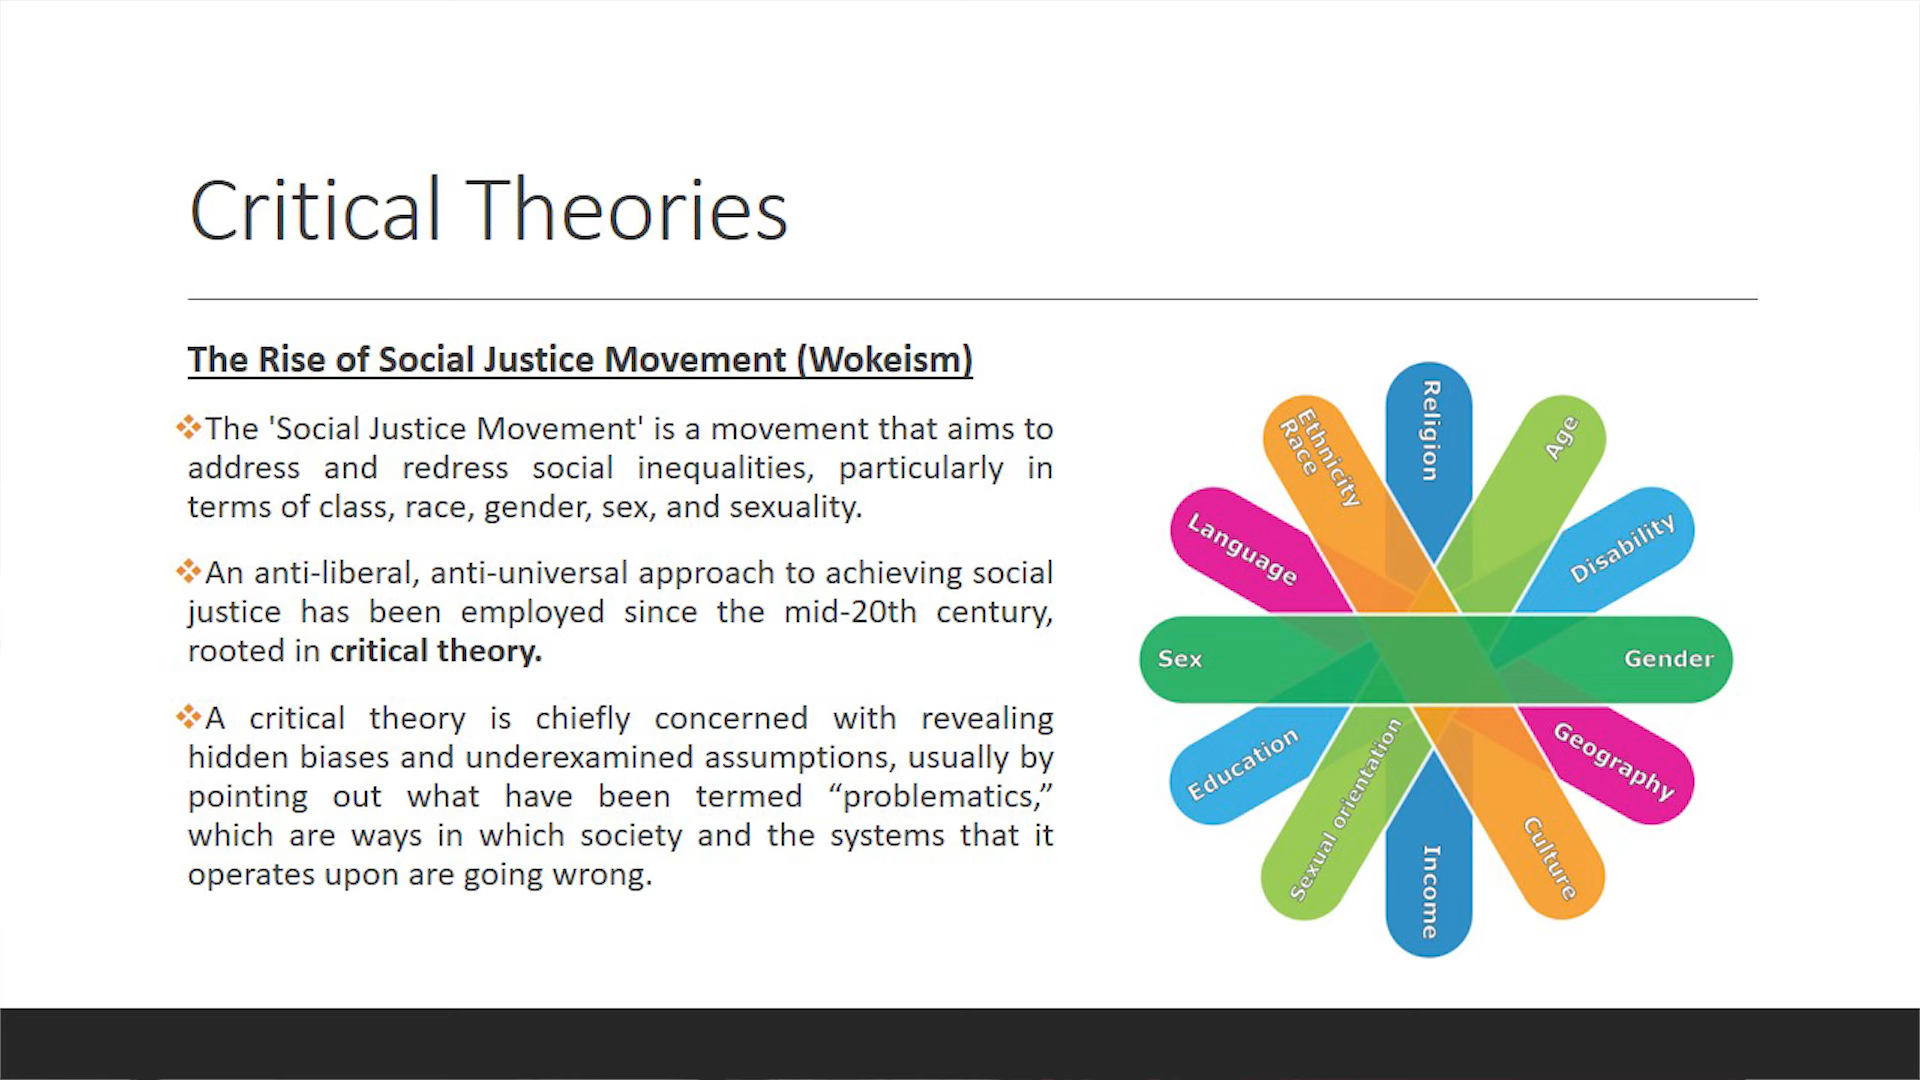 Critical Theories
The Rise of Social Justice Movement (Wokeism)
❖The 'Social Justice Movement' is a movement that aims to
address and redress social inequalities, particularly in
terms of class, race, gender, sex, and sexuality.
❖An anti-liberal, anti-universal approach to achieving social
justice has been employed since the mid-20th century,
rooted in critical theory.
❖A critical theory is chiefly concerned with revealing
hidden biases and underexamined assumptions, usually by
pointing out what have been termed “problematics,”
which are ways in which society and the systems that it
operates upon are going wrong.
Religion
Age
Disability
Gender
Geography
Culture
Income
Sexual orientation
Education
Sex
Language
Ethnicity
Race